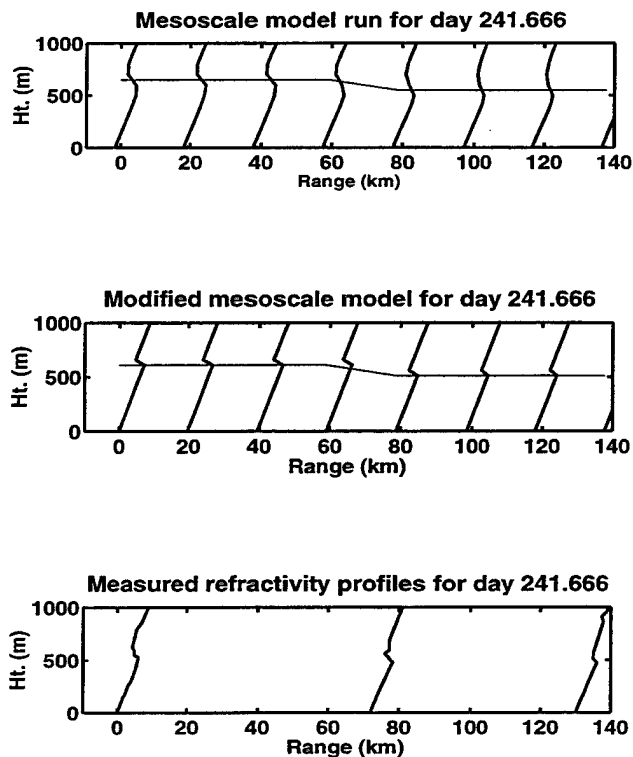 Mesoscale model run for day 241.666
1000
500
0
Ht. (m)
0 20 40 60 80 100 120 140
Range (km)
Modified mesoscale model for day 241.666
1000
500
0
Ht. (m)
0 20 40 60 80 100 120 140
Range (km)
Measured refractivity profiles for day 241.666
1000
500
0
Ht. (m)
0 20 40 60 80 100 120 140
Range (km)